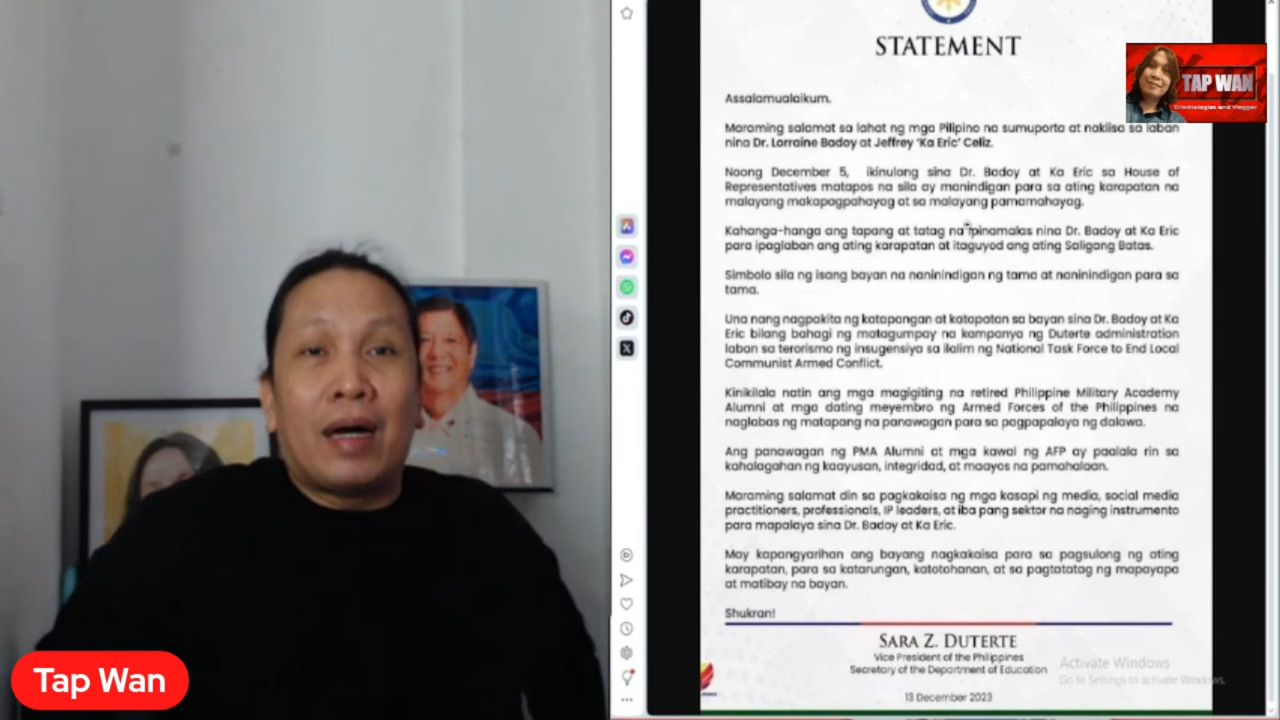 STATEMENT
TAP WAN
Criminologist and Vlogger
Assalamualaikum.
Maraming salamat sa lahat ng mga Pilipino na sumuporta at nakiisa sa laban
nina Dr. Lorraine Badoy at Jeffrey ‘Ka Eric’ Celiz.
Noong December 5, ikinulong sina Dr. Badoy at Ka Eric sa House of
Representatives matapos na sila ay manindigan para sa ating karapatan na
malayang makapagpahayag at sa malayang pamamahayag.
Kahanga-hanga ang tapang at tatag na pinamalas nina Dr. Badoy at Ka Eric
para ipaglaban ang ating karapatan at itaguyod ang ating Saligang Batas.
Simbolo sila ng isang bayan na naninindigan ng tama at naninindigan para sa
tama.
Una nang nagpakita ng katapangan at katapatan sa bayan sina Dr. Badoy at Ka
Eric bilang bahagi ng matagumpay na kampanya ng Duterte administration
laban sa terorismo ng insugensiya sa ilalim ng National Task Force to End Local
Communist Armed Conflict.
Kinikilala natin ang mga magigiting na retired Philippine Military Academy
Alumni at mga dating meyembro ng Armed Forces of the Philippines na
naglabas ng matapang na panawagan para sa pagpapalaya ng dalawa.
Ang panawagan ng PMA Alumni at mga kawal ng AFP ay paalala rin sa
kahalagahan ng kaayusan, integridad, at maayos na pamahalaan.
Maraming salamat din sa pagkakaisa ng mga kasapi ng media, social media
practitioners, professionals, IP leaders, at iba pang sektor na naging instrumento
para mapalaya sina Dr. Badoy at Ka Eric.
May kapangyarihan ang bayang nagkakaisa para sa pagsulong ng ating
karapatan, para sa katarungan, katotohanan, at sa pagtatatag ng mapayapa
at matibay na bayan.
Shukran!
SARA Z. DUTERTE
Vice President of the Philippines
Secretary of the Department of Education
13 December 2023
Activate Windows
Go to Settings to activate Windows.
Tap Wan